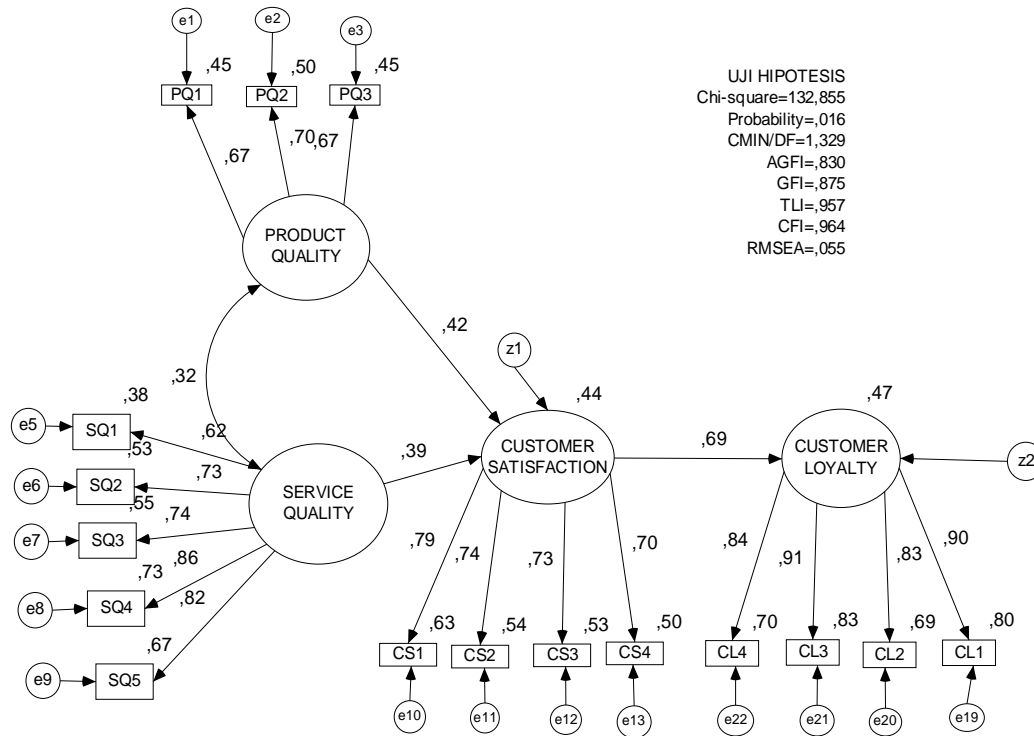 e1
e2
e3
,45
,50
,45
PQ1
PQ2
PQ3
,67
,70
,67
UJI HIPOTESIS
Chi-square=132,855
Probability=,016
CMIN/DF=1,329
AGFI=,830
GFI=,875
TLI=,957
CFI=,964
RMSEA=,055
PRODUCT
QUALITY
,42
z1
,32
,38
e5
SQ1
,62
,53
e6
SQ2
,73
,55
e7
SQ3
,74
,73
e8
SQ4
,86
,82
,67
e9
SQ5
SERVICE
QUALITY
,39
,44
CUSTOMER
SATISFACTION
,69
,47
CUSTOMER
LOYALTY
z2
,79
,74
,73
,70
,84
,91
,83
,90
,63
,54
,53
,50
,70
,83
,69
,80
CS1
CS2
CS3
CS4
CL4
CL3
CL2
CL1
e10
e11
e12
e13
e22
e21
e20
e19